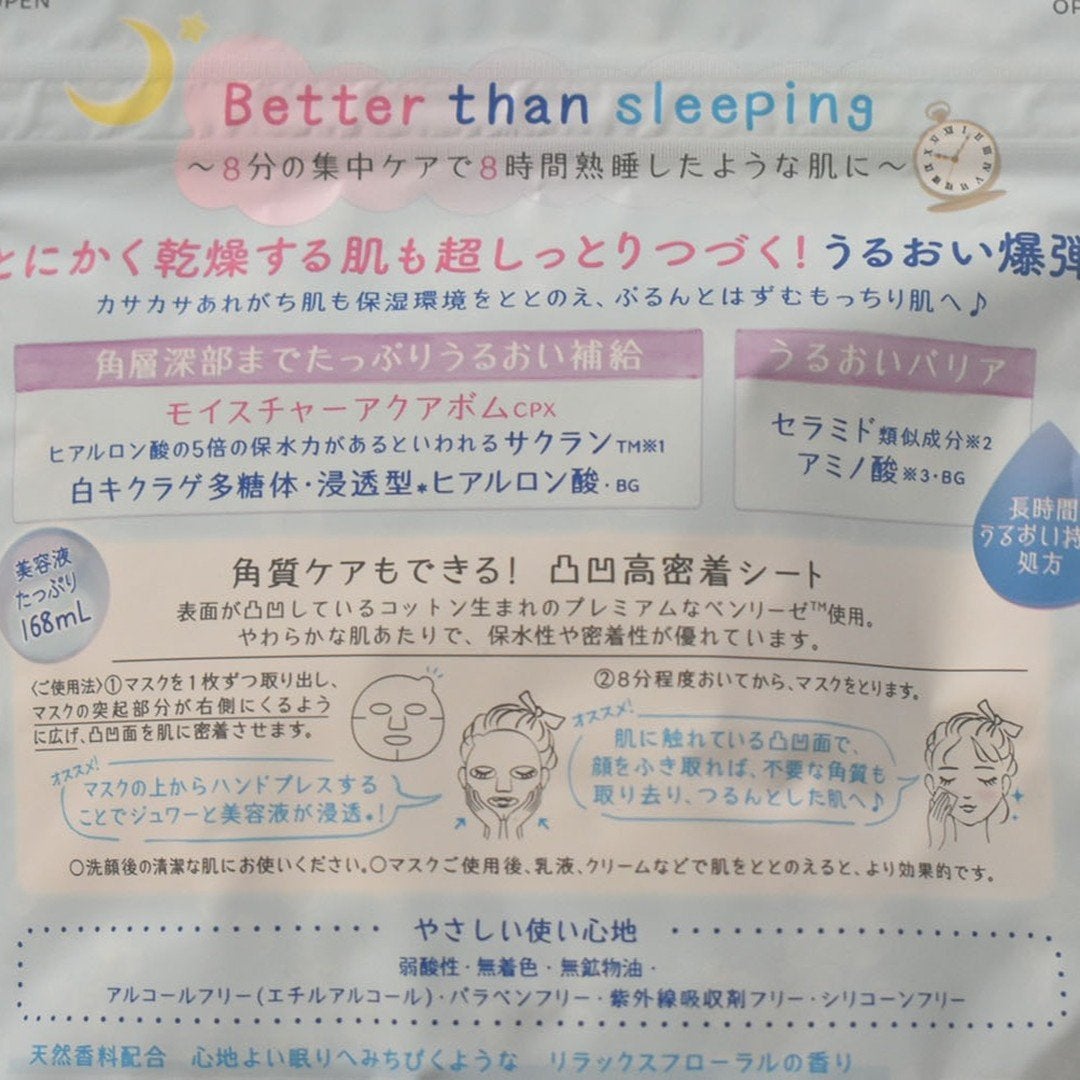 OPEN
OP
Better than sleeping
～8分の集中ケアで8時間熟睡したような肌に～
とにかく乾燥する肌も超しっとりつづく！うるおい爆弾
カサカサあれがち肌も保湿環境をととのえ、ぷるんとはずむもっちり肌へ♪
角層深部までたっぷりうるおい補給
モイスチャーアクアボムCPX
ヒアルロン酸の5倍の保水力があるといわれるサクランTM※1
白キクラゲ多糖体・浸透型*ヒアルロン酸・BG
うるおいバリア
セラミド類似成分※2
アミノ酸※3・BG
長時間
うるおい持
処方
美容液
たっぷり
168mL
角質ケアもできる！ 凸凹高密着シート
表面が凸凹しているコットン生まれのプレミアムなベンリーゼTM使用。
やわらかな肌あたりで、保水性や密着性が優れています。
〈ご使用法〉①マスクを1枚ずつ取り出し、
マスクの突起部分が右側にくるよう
に広げ、凸凹面を肌に密着させます。
オススメ!
マスクの上からハンドプレスする
ことでジュワーと美容液が浸透*!
②8分程度おいてから、マスクをとります。
オススメ!
肌に触れている凸凹面で、
顔をふき取れば、不要な角質も
取り去り、つるんとした肌へ♪
〇洗顔後の清潔な肌にお使いください。〇マスクご使用後、乳液、クリームなどで肌をととのえると、より効果的です。
やさしい使い心地
弱酸性・無着色・無鉱物油・
アルコールフリー(エチルアルコール)・パラベンフリー・紫外線吸収剤フリー・シリコーンフリー
天然香料配合 心地よい眠りへみちびくような リラックスフローラルの香り